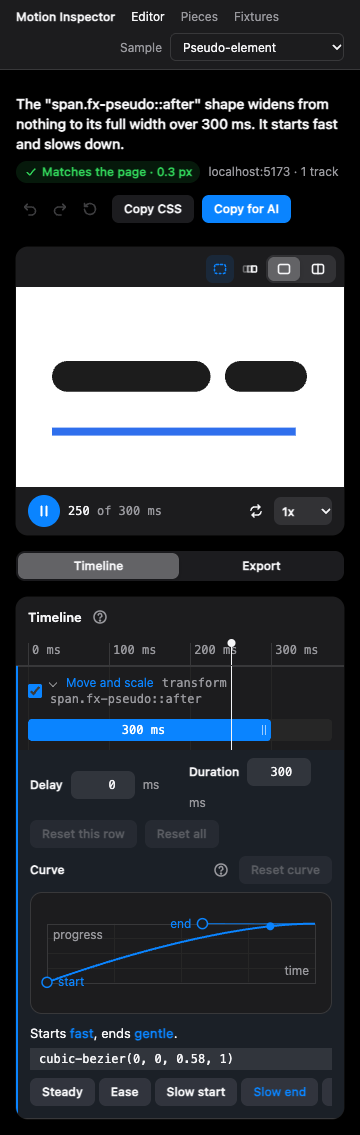 Motion Inspector Editor Pieces Fixtures
Sample Pseudo-element
The "span.fx-pseudo::after" shape widens from
nothing to its full width over 300 ms. It starts fast
and slows down.
Matches the page · 0.3 px localhost:5173 · 1 track
Copy CSS Copy for AI
250 of 300 ms 1x
Timeline Export
Timeline ?
0 ms 100 ms 200 ms 300 ms
Move and scale transform
span.fx-pseudo::after
300 ms
Delay 0 ms Duration 300
ms
Reset this row Reset all
Curve ? Reset curve
end
progress
time
start
Starts fast, ends gentle.
cubic-bezier(0, 0, 0.58, 1)
Steady Ease Slow start Slow end